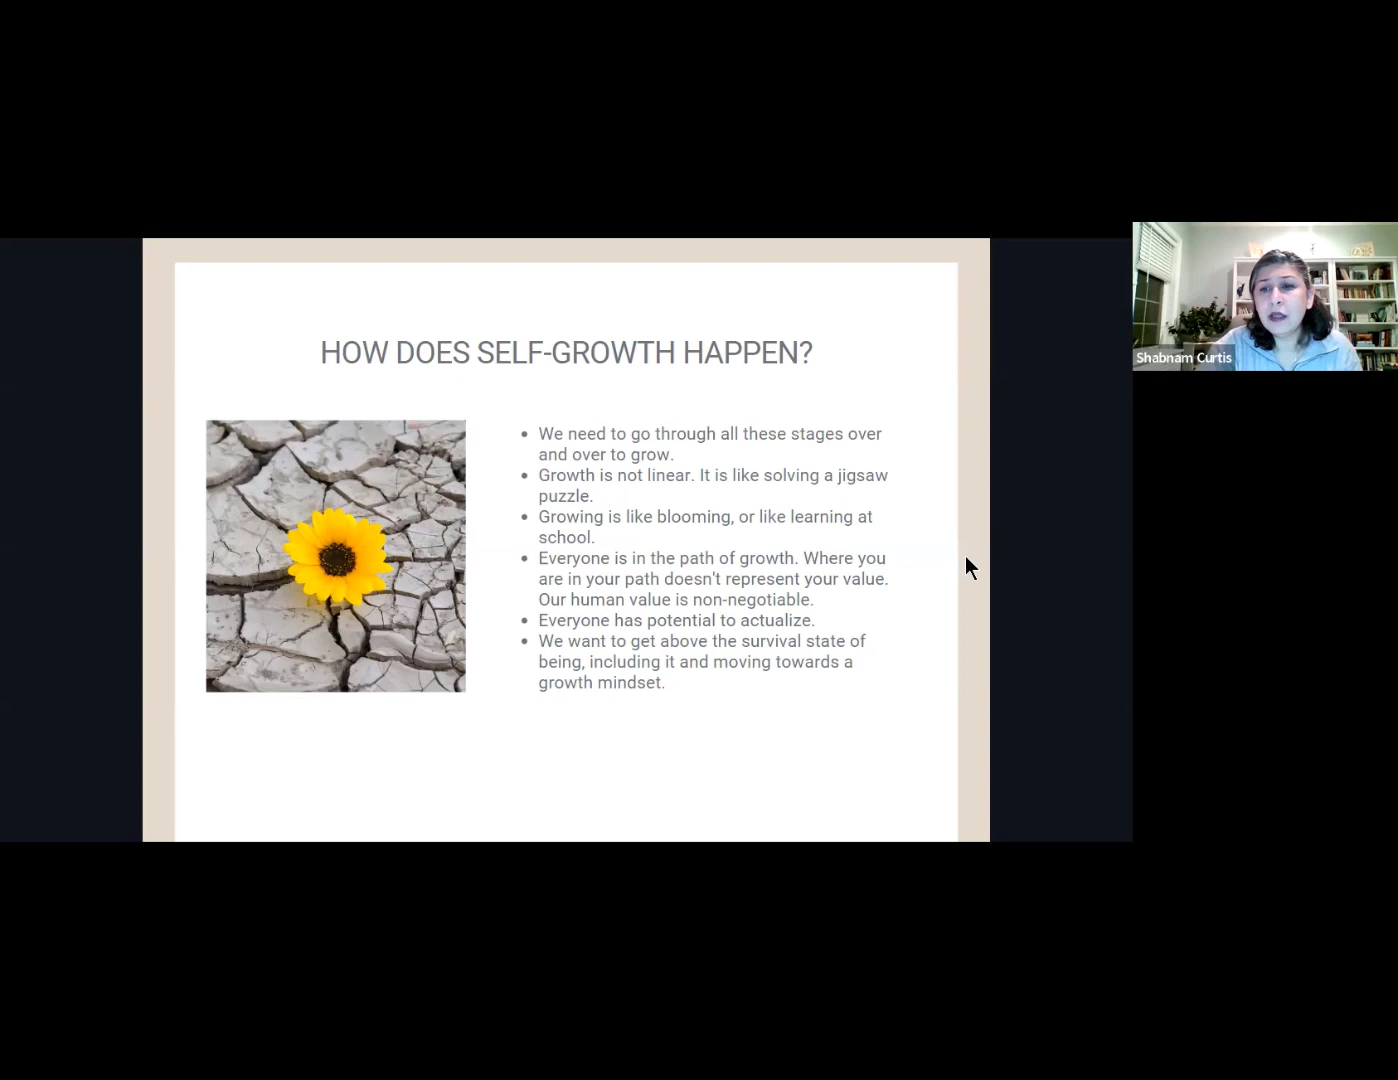 HOW DOES SELF-GROWTH HAPPEN?
We need to go through all these stages over
and over to grow.
Growth is not linear. It is like solving a jigsaw
puzzle.
Growing is like blooming, or like learning at
school.
Everyone is in the path of growth. Where you
are in your path doesn't represent your value.
Our human value is non-negotiable.
Everyone has potential to actualize.
We want to get above the survival state of
being, including it and moving towards a
growth mindset.
Shabnam Curtis